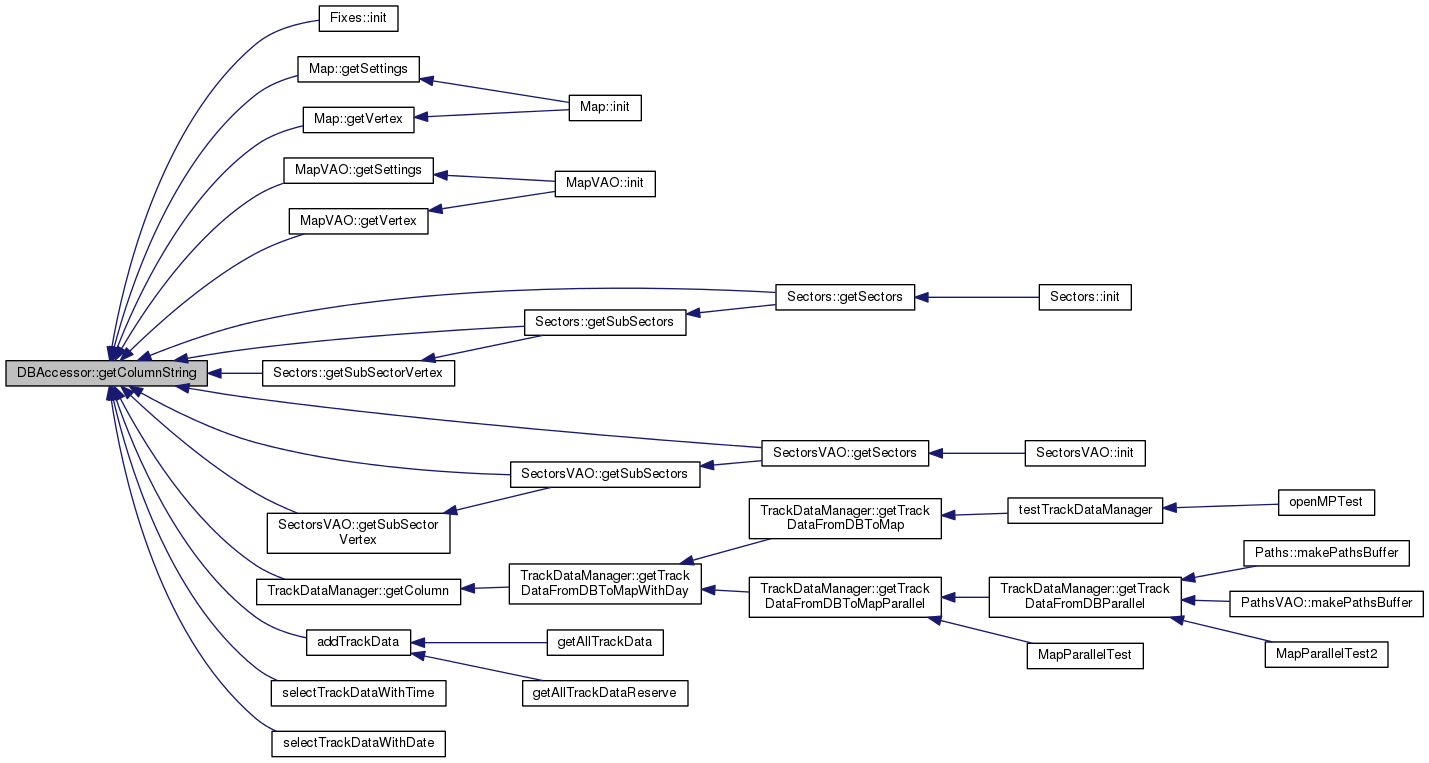 Fixes::init
Map::getSettings
Map::init
Map::getVertex
MapVAO::getSettings
MapVAO::init
MapVAO::getVertex
Sectors::getSectors
Sectors::init
Sectors::getSubSectors
DBAccessor::getColumnString
Sectors::getSubSectorVertex
SectorsVAO::getSectors
SectorsVAO::init
SectorsVAO::getSubSectors
SectorsVAO::getSubSector
Vertex
TrackDataManager::getTrack
DataFromDBToMap
testTrackDataManager
openMPTest
TrackDataManager::getColumn
TrackDataManager::getTrack
DataFromDBToMapWithDay
TrackDataManager::getTrack
DataFromDBToMapParallel
TrackDataManager::getTrack
DataFromDBParallel
Paths::makePathsBuffer
PathsVAO::makePathsBuffer
MapParallelTest2
MapParallelTest
addTrackData
getAllTrackData
getAllTrackDataReserve
selectTrackDataWithTime
selectTrackDataWithDate